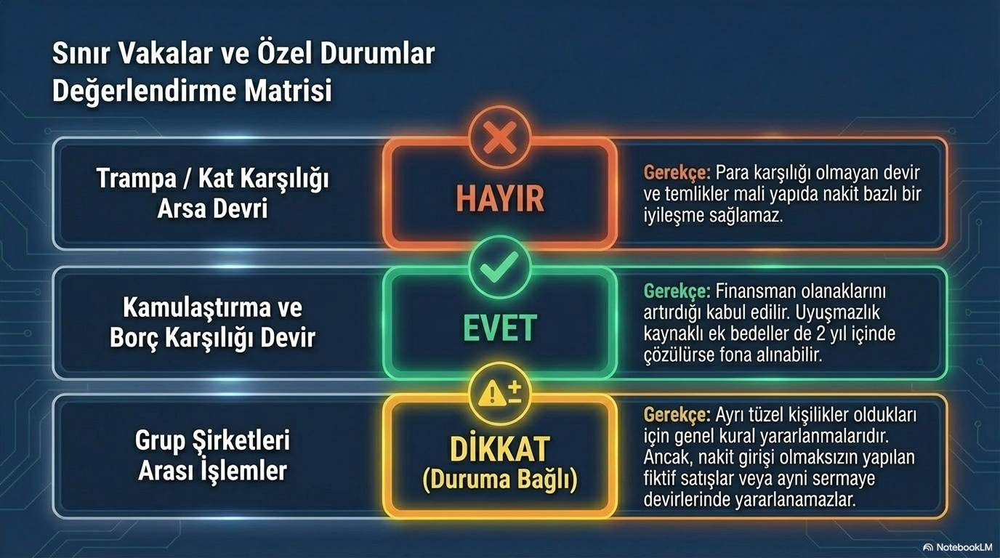 Sınır Vakalar ve Özel Durumlar
Değerlendirme Matrisi
Trampa / Kat Karşılığı
Arsa Devri
HAYIR
Gerekçe: Para karşılığı olmayan devir
ve temlikler mali yapıda nakit bazlı bir
iyileşme sağlamaz.
Kamulaştırma ve
Borç Karşılığı Devir
EVET
Gerekçe: Finansman olanaklarını
artırdığı kabul edilir. Uyuşmazlık
kaynaklı ek bedeller de 2 yıl içinde
çözülürse fona alınabilir.
Grup Şirketleri
Arası İşlemler
DİKKAT
(Duruma Bağlı)
Gerekçe: Ayrı tüzel kişilikler oldukları
için genel kural yararlanmalarıdır.
Ancak, nakit girişi olmaksızın yapılan
fiktif satışlar veya ayni sermaye
devirlerinde yararlanamazlar.
NotebookLM